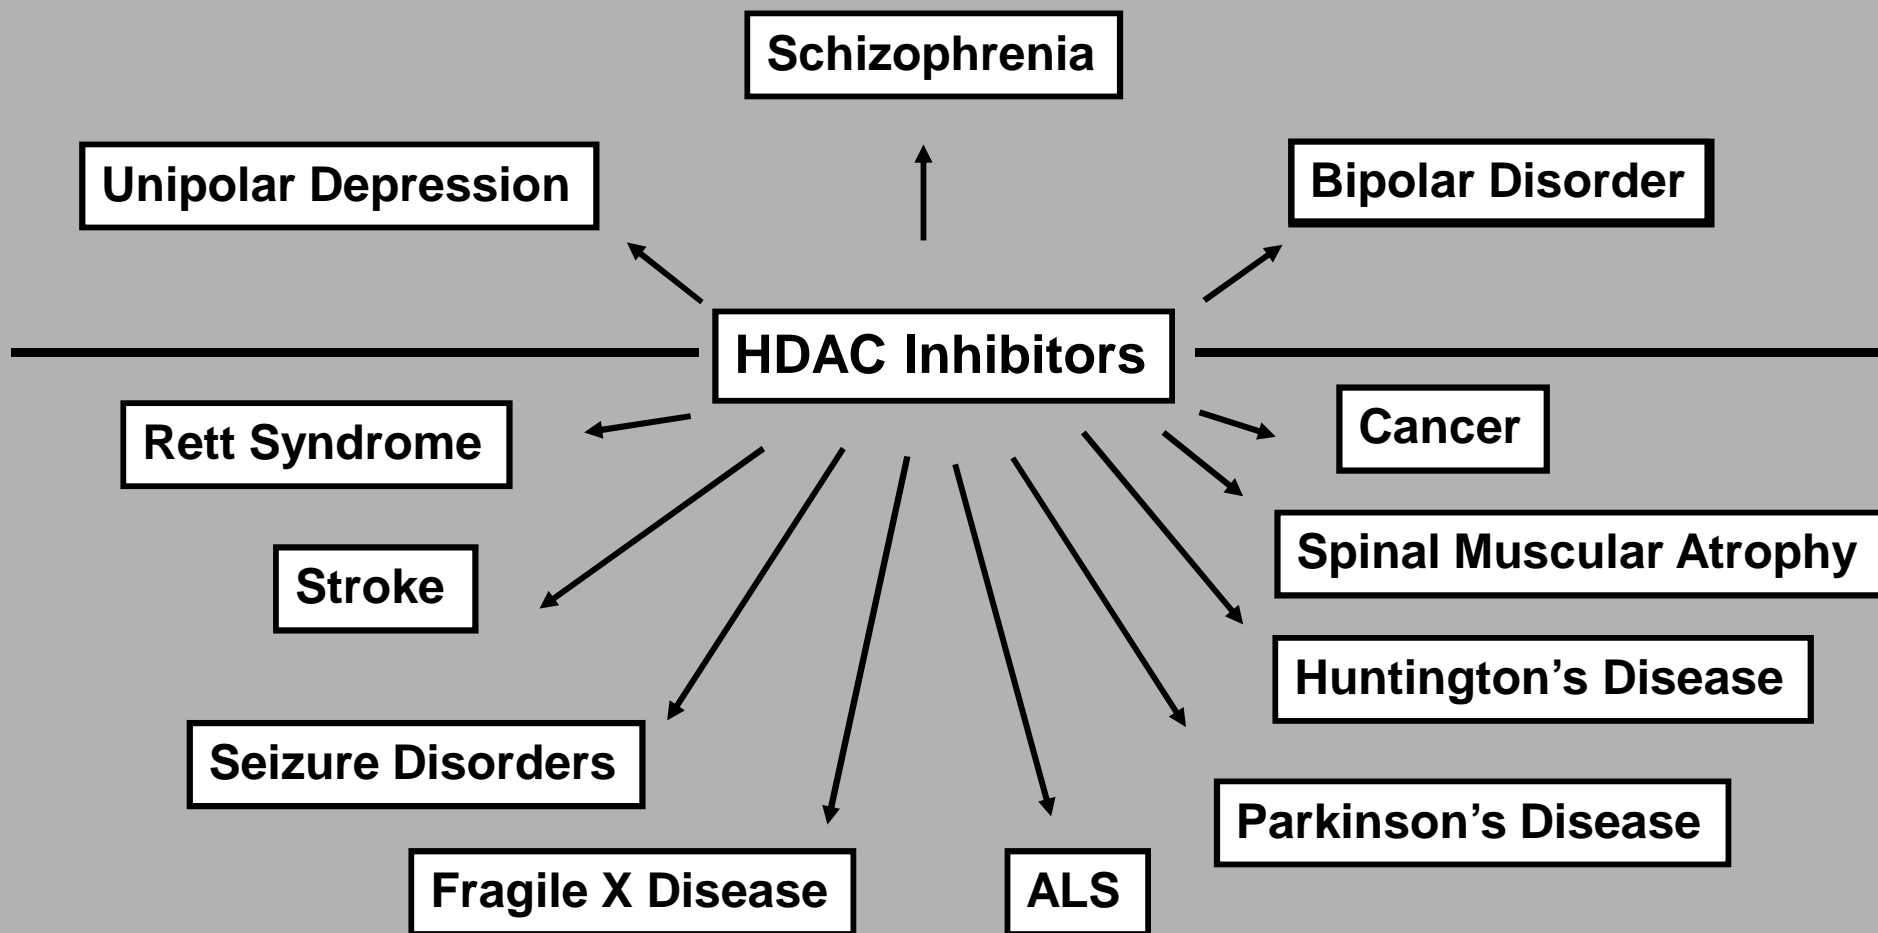 Schizophrenia
Unipolar Depression
Bipolar Disorder
HDAC Inhibitors
Rett Syndrome
Cancer
Stroke
Spinal Muscular Atrophy
Huntington’s Disease
Seizure Disorders
Parkinson’s Disease
Fragile X Disease
ALS